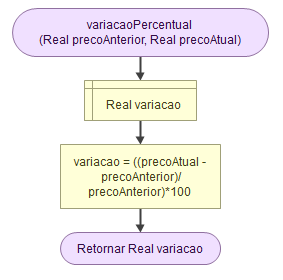 variacaoPercentual
(Real precoAnterior, Real precoAtual)
Real variacao
variacao = ((precoAtual -
precoAnterior)/
precoAnterior)*100
Retornar Real variacao